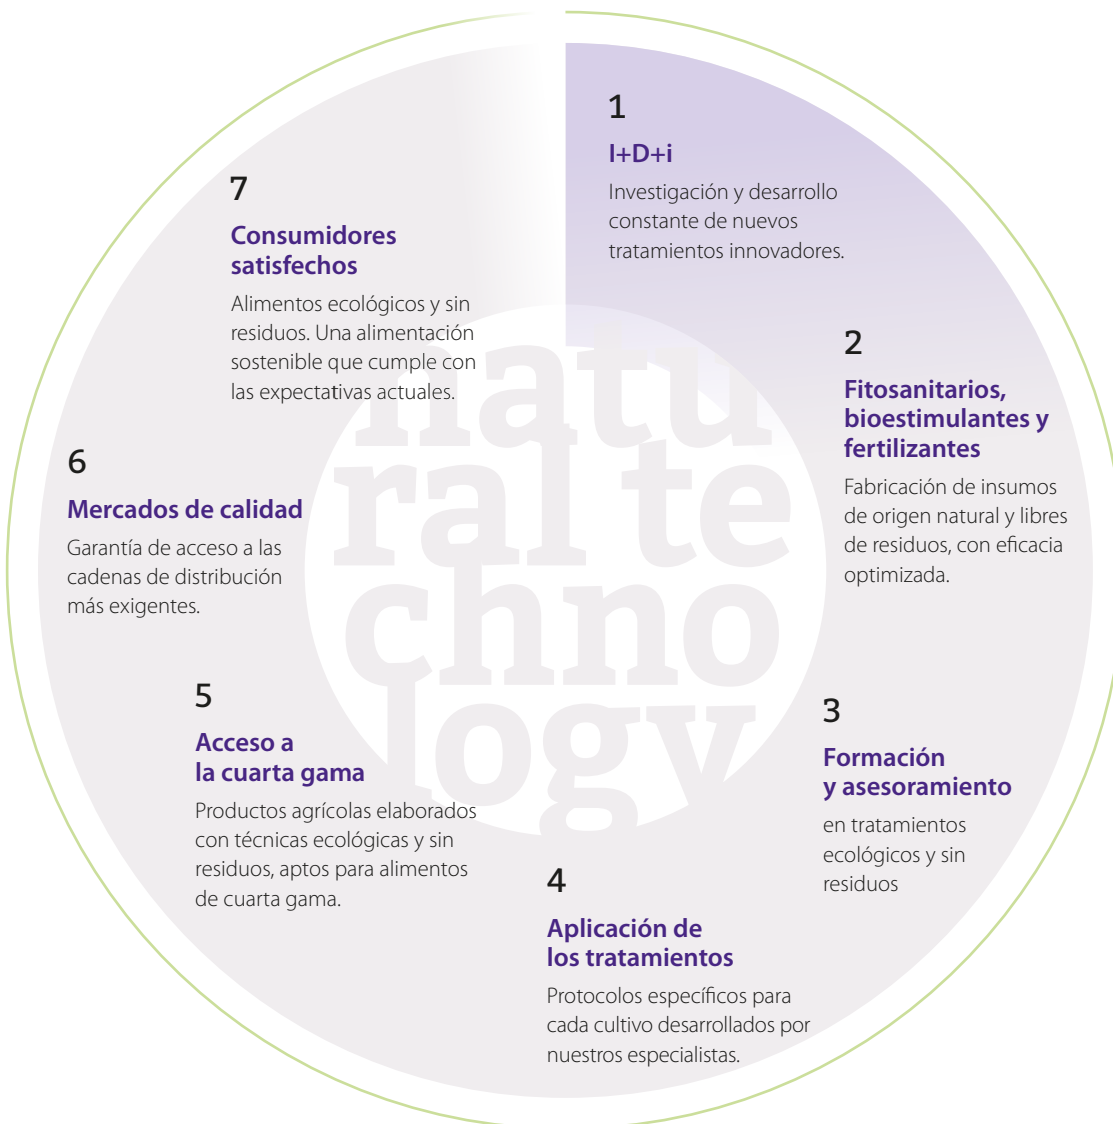 1
I+D+i
Investigación y desarrollo
constante de nuevos
tratamientos innovadores.
2
Fitosanitarios,
bioestimulantes y
fertilizantes
Fabricación de insumos
de origen natural y libres
de residuos, con eficacia
optimizada.
3
Formación
y asesoramiento
en tratamientos
ecológicos y sin
residuos
4
Aplicación de
los tratamientos
Protocolos específicos para
cada cultivo desarrollados por
nuestros especialistas.
5
Acceso a
la cuarta gama
Productos agrícolas elaborados
con técnicas ecológicas y sin
residuos, aptos para alimentos
de cuarta gama.
6
Mercados de calidad
Garantía de acceso a las
cadenas de distribución
más exigentes.
7
Consumidores
satisfechos
Alimentos ecológicos y sin
residuos. Una alimentación
sostenible que cumple con
las expectativas actuales.
natu
ral te
chno
logy